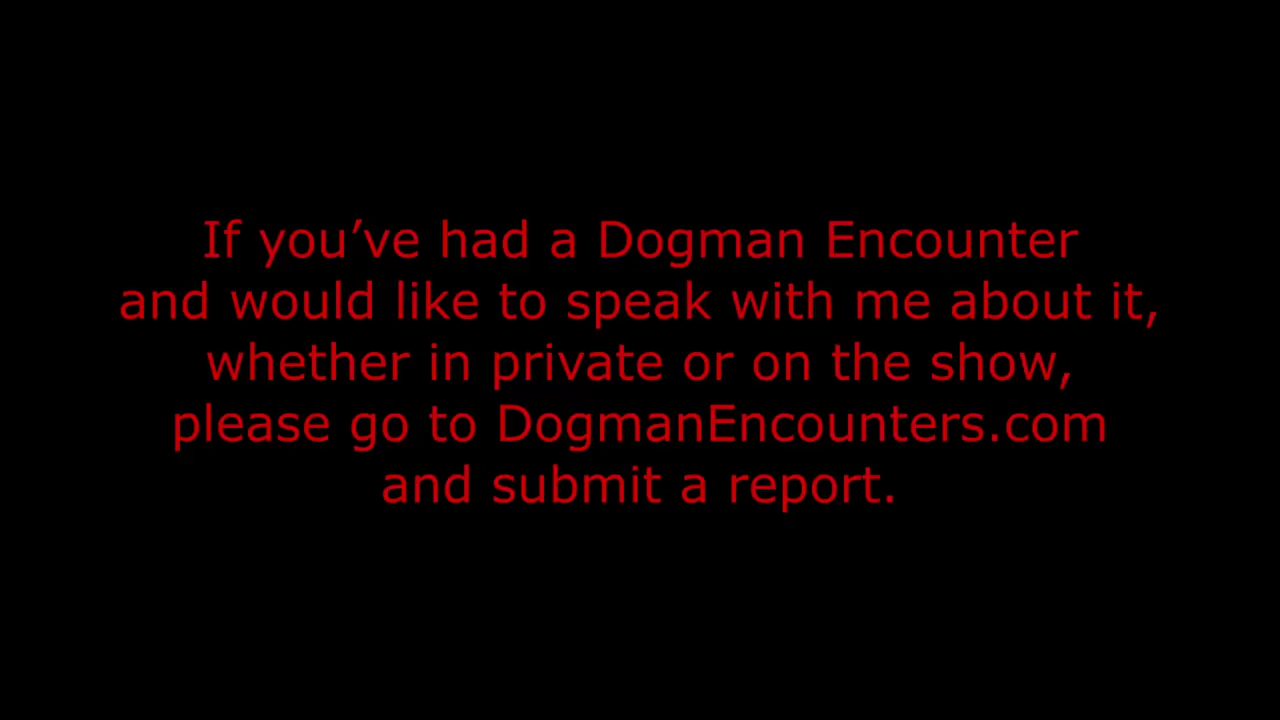 If you’ve had a Dogman Encounter
and would like to speak with me about it,
whether in private or on the show,
please go to DogmanEncounters.com
and submit a report.